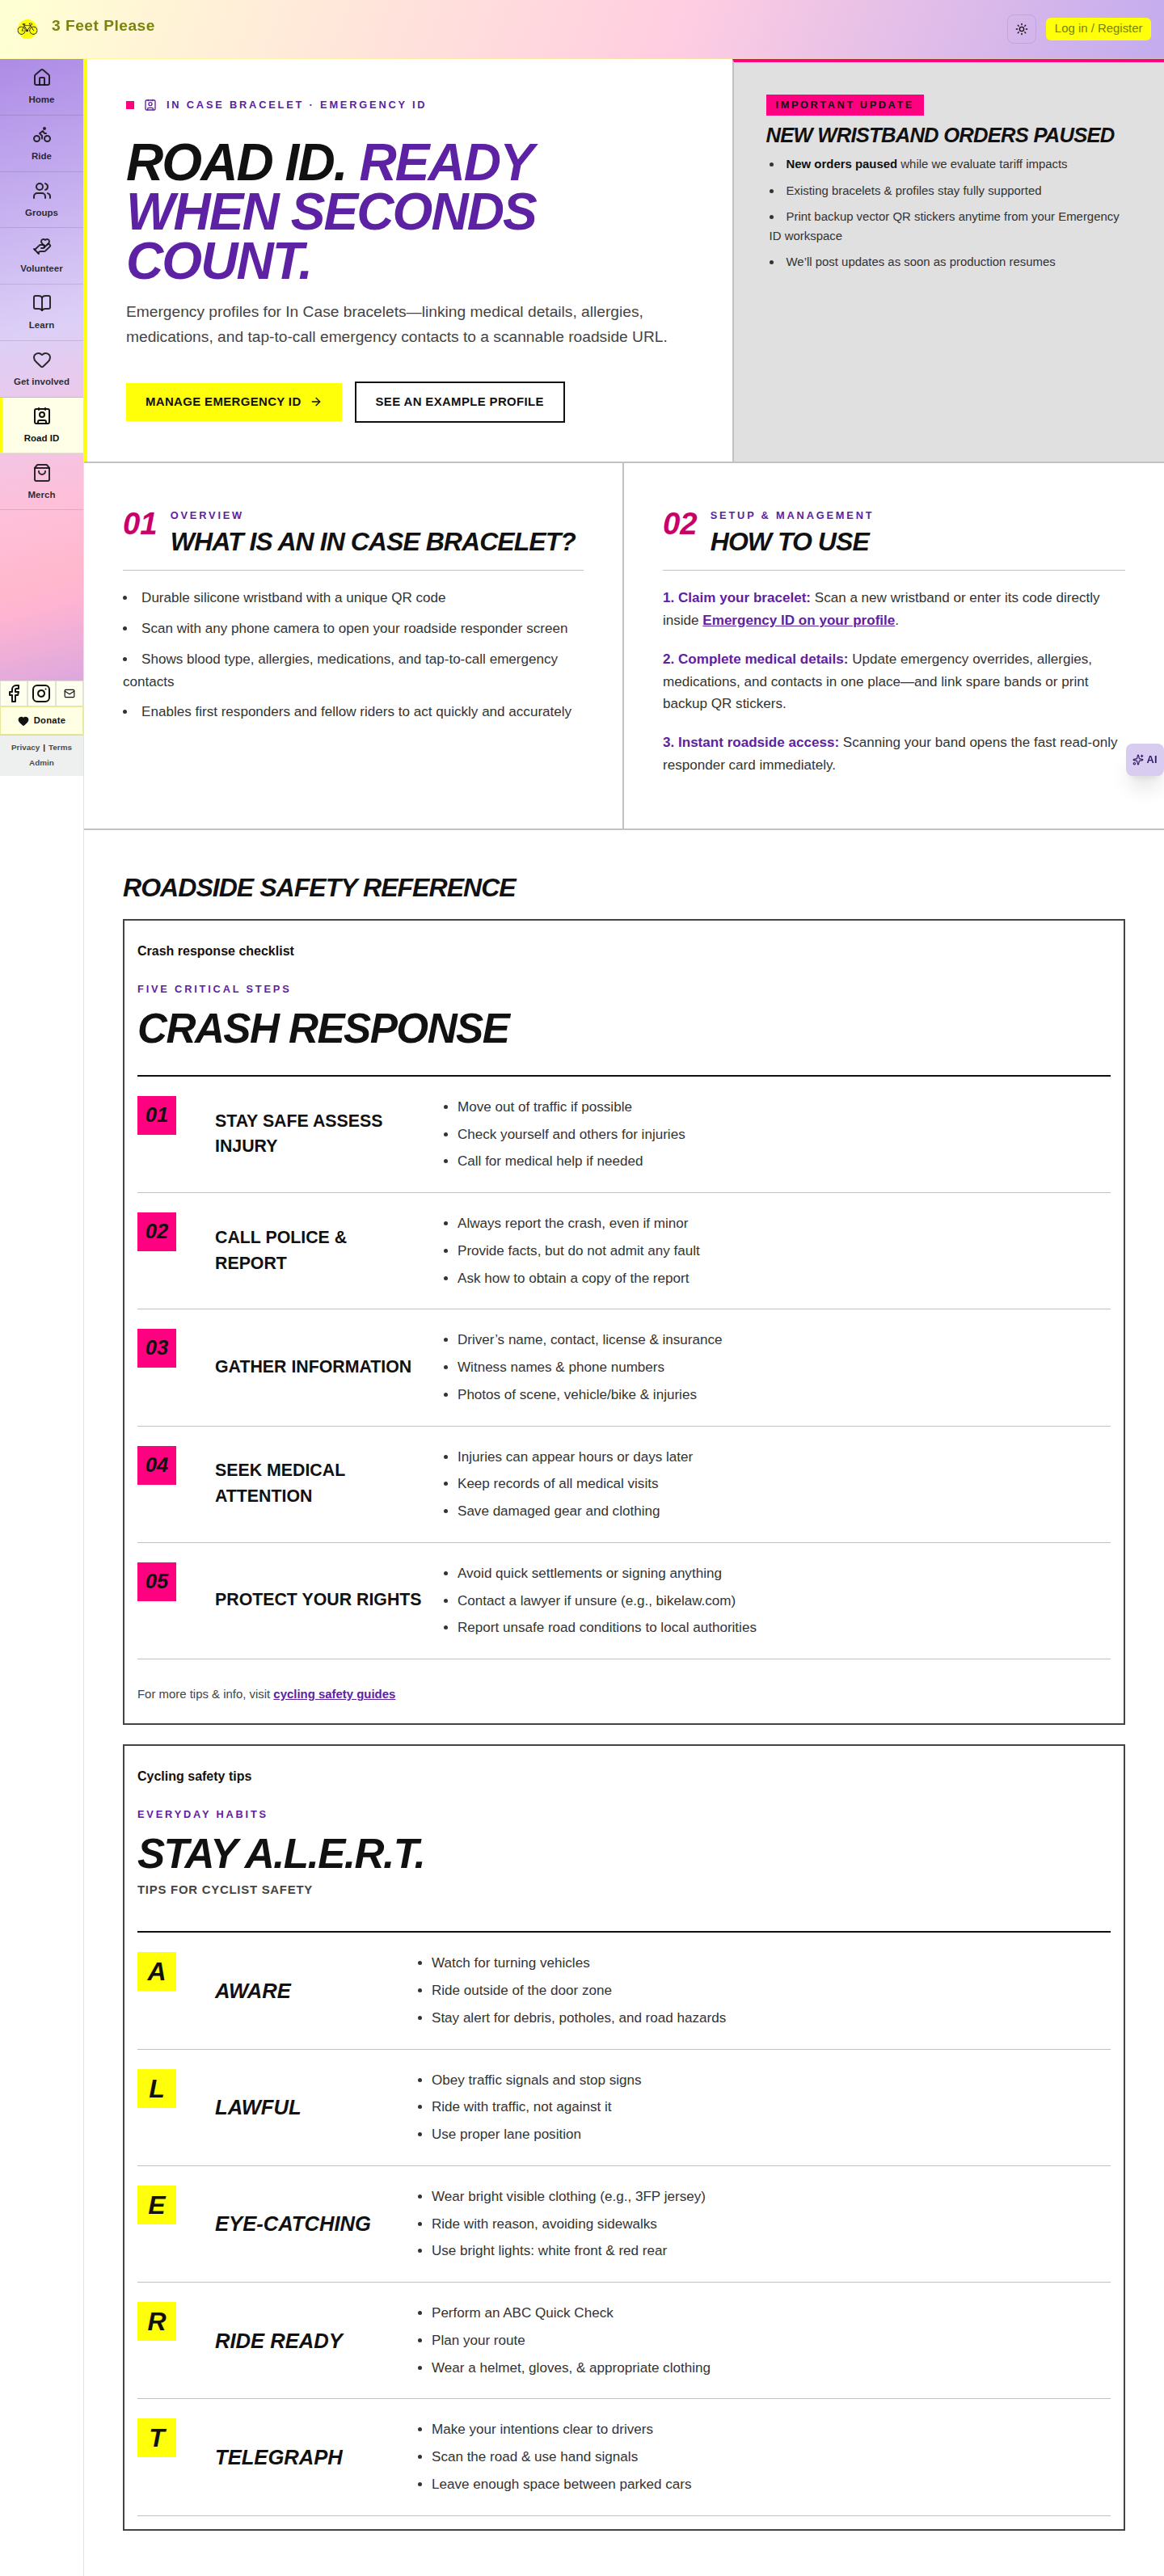 3 Feet Please
Log in / Register
Home
Ride
Groups
Volunteer
Learn
Get involved
Road ID
Merch
Donate
Privacy | Terms
Admin
IN CASE BRACELET · EMERGENCY ID
ROAD ID. READY
WHEN SECONDS
COUNT.
Emergency profiles for In Case bracelets—linking medical details, allergies,
medications, and tap-to-call emergency contacts to a scannable roadside URL.
MANAGE EMERGENCY ID →
SEE AN EXAMPLE PROFILE
IMPORTANT UPDATE
NEW WRISTBAND ORDERS PAUSED
• New orders paused while we evaluate tariff impacts
• Existing bracelets & profiles stay fully supported
• Print backup vector QR stickers anytime from your Emergency
ID workspace
• We’ll post updates as soon as production resumes
01
OVERVIEW
WHAT IS AN IN CASE BRACELET?
• Durable silicone wristband with a unique QR code
• Scan with any phone camera to open your roadside responder screen
• Shows blood type, allergies, medications, and tap-to-call emergency
contacts
• Enables first responders and fellow riders to act quickly and accurately
02
SETUP & MANAGEMENT
HOW TO USE
1. Claim your bracelet: Scan a new wristband or enter its code directly
inside Emergency ID on your profile.
2. Complete medical details: Update emergency overrides, allergies,
medications, and contacts in one place—and link spare bands or print
backup QR stickers.
3. Instant roadside access: Scanning your band opens the fast read-only
responder card immediately.
AI
ROADSIDE SAFETY REFERENCE
Crash response checklist
FIVE CRITICAL STEPS
CRASH RESPONSE
01
STAY SAFE ASSESS
INJURY
• Move out of traffic if possible
• Check yourself and others for injuries
• Call for medical help if needed
02
CALL POLICE &
REPORT
• Always report the crash, even if minor
• Provide facts, but do not admit any fault
• Ask how to obtain a copy of the report
03
GATHER INFORMATION
• Driver’s name, contact, license & insurance
• Witness names & phone numbers
• Photos of scene, vehicle/bike & injuries
04
SEEK MEDICAL
ATTENTION
• Injuries can appear hours or days later
• Keep records of all medical visits
• Save damaged gear and clothing
05
PROTECT YOUR RIGHTS
• Avoid quick settlements or signing anything
• Contact a lawyer if unsure (e.g., bikelaw.com)
• Report unsafe road conditions to local authorities
For more tips & info, visit cycling safety guides
Cycling safety tips
EVERYDAY HABITS
STAY A.L.E.R.T.
TIPS FOR CYCLIST SAFETY
A
AWARE
• Watch for turning vehicles
• Ride outside of the door zone
• Stay alert for debris, potholes, and road hazards
L
LAWFUL
• Obey traffic signals and stop signs
• Ride with traffic, not against it
• Use proper lane position
E
EYE-CATCHING
• Wear bright visible clothing (e.g., 3FP jersey)
• Ride with reason, avoiding sidewalks
• Use bright lights: white front & red rear
R
RIDE READY
• Perform an ABC Quick Check
• Plan your route
• Wear a helmet, gloves, & appropriate clothing
T
TELEGRAPH
• Make your intentions clear to drivers
• Scan the road & use hand signals
• Leave enough space between parked cars